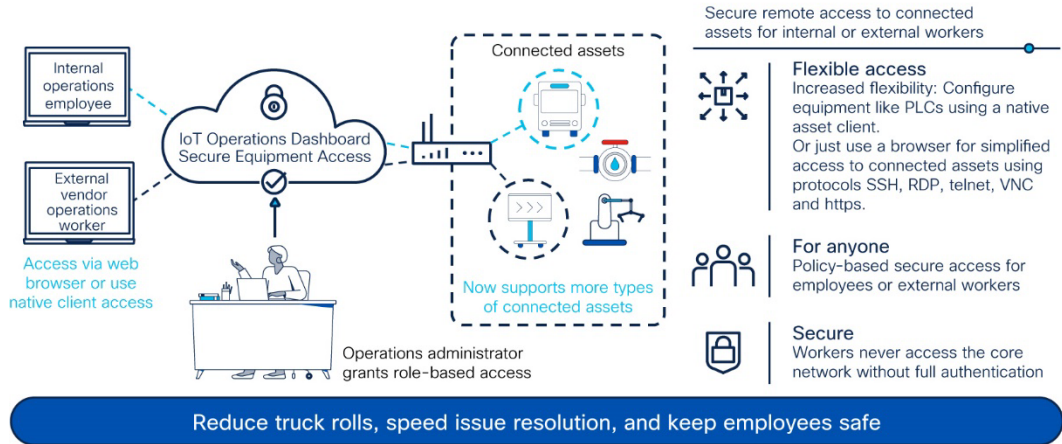 Internal
operations
employee
External
vendor
operations
worker
Access via web
browser or use
native client access
IoT Operations Dashboard
Secure Equipment Access
Operations administrator
grants role-based access
Connected assets
Now supports more types
of connected assets
Secure remote access to connected
assets for internal or external workers
Flexible access
Increased flexibility: Configure
equipment like PLCs using a native
asset client.
Or just use a browser for simplified
access to connected assets using
protocols SSH, RDP, telnet, VNC
and https.
For anyone
Policy-based secure access for
employees or external workers
Secure
Workers never access the core
network without full authentication
Reduce truck rolls, speed issue resolution, and keep employees safe